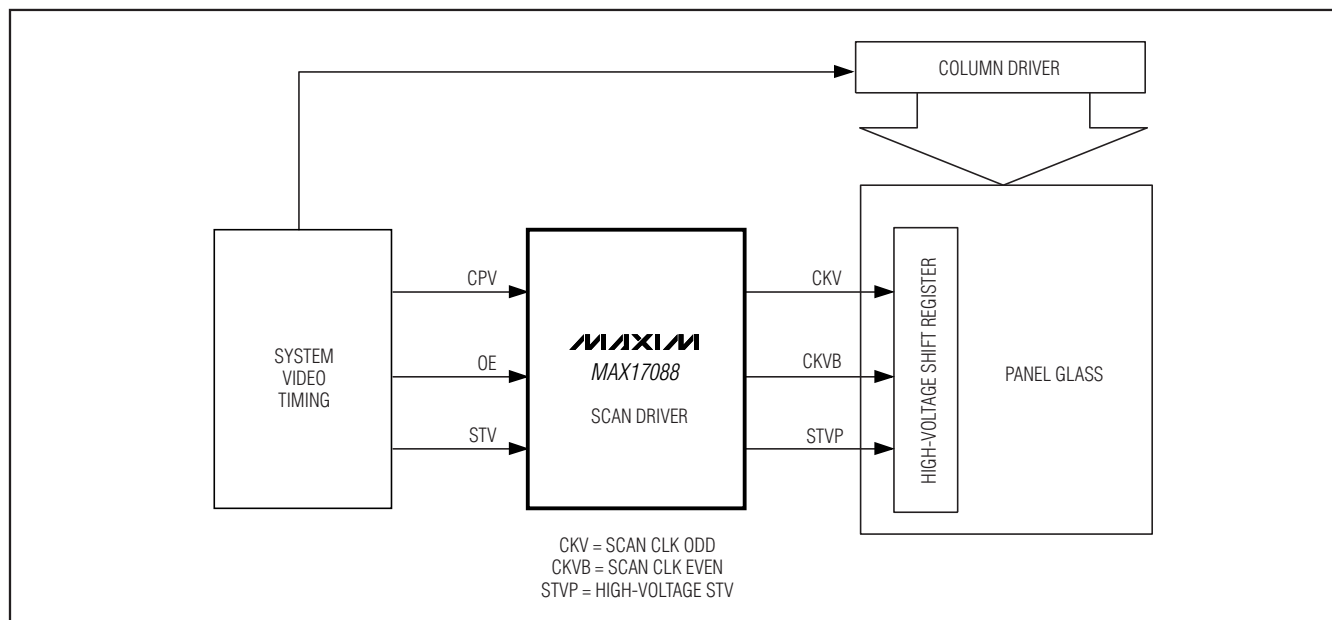 COLUMN DRIVER
SYSTEM
VIDEO
TIMING
CPV
OE
STV
MAXIM
MAX17088
SCAN DRIVER
CKV
CKVB
STVP
HIGH-VOLTAGE SHIFT REGISTER
PANEL GLASS
CKV = SCAN CLK ODD
CKVB = SCAN CLK EVEN
STVP = HIGH-VOLTAGE STV